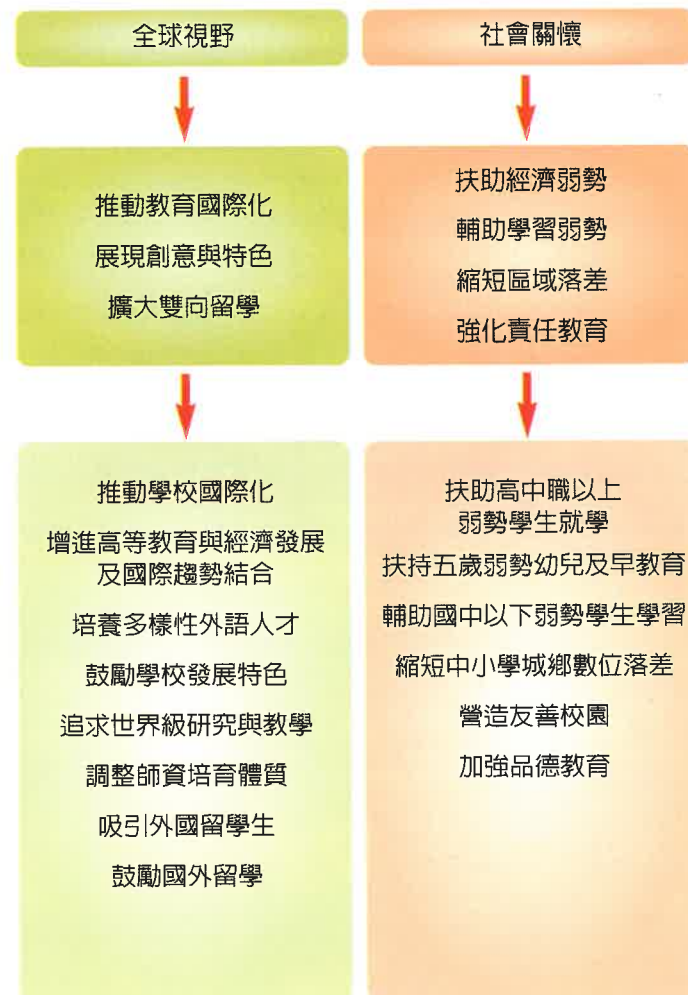 全球視野
推動教育國際化
展現創意與特色
擴大雙向留學
推動學校國際化
增進高等教育與經濟發展
及國際趨勢結合
培養多樣性外語人才
鼓勵學校發展特色
追求世界級研究與教學
調整師資培育體質
吸引外國留學生
鼓勵國外留學
社會關懷
扶助經濟弱勢
輔助學習弱勢
縮短區域落差
強化責任教育
扶助高中職以上
弱勢學生就學
扶持五歲弱勢幼兒及早教育
輔助國中以下弱勢學生學習
縮短中小學城鄉數位落差
營造友善校園
加強品德教育